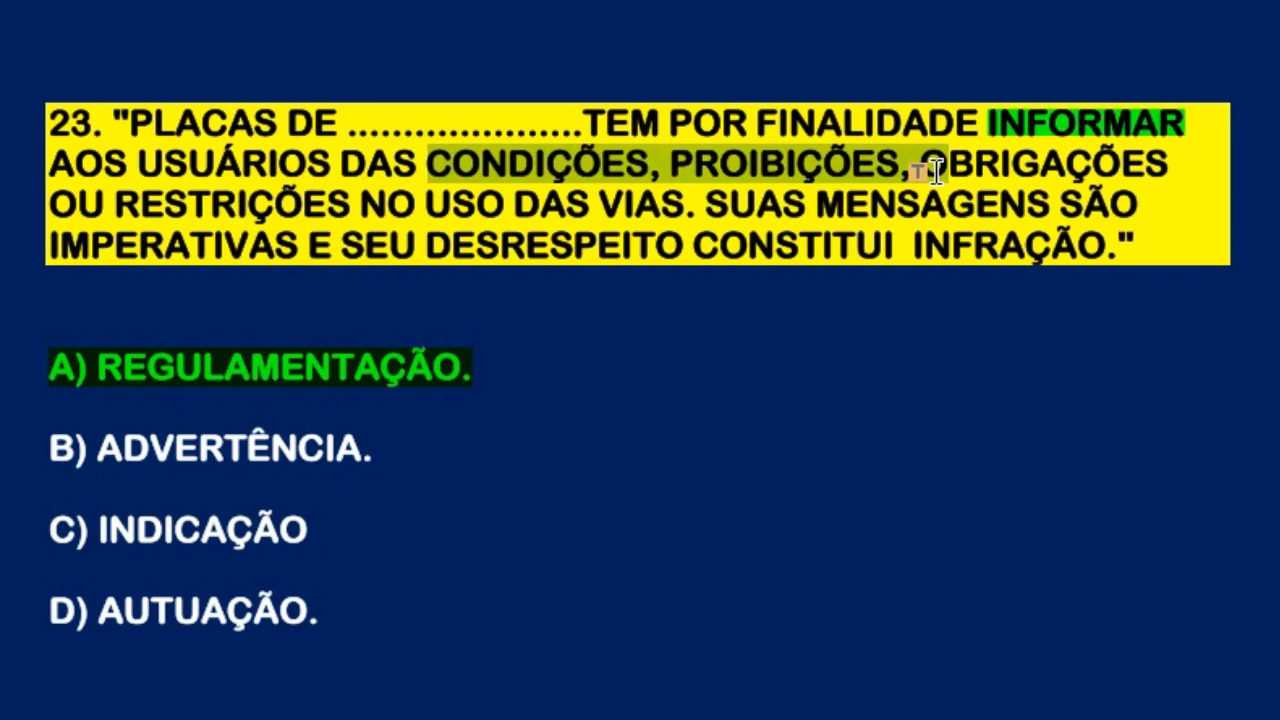 23. "PLACAS DE .....................TEM POR FINALIDADE INFORMAR
AOS USUÁRIOS DAS CONDIÇÕES, PROIBIÇÕES, OBRIGAÇÕES
OU RESTRIÇÕES NO USO DAS VIAS. SUAS MENSAGENS SÃO
IMPERATIVAS E SEU DESRESPEITO CONSTITUI INFRAÇÃO."
A) REGULAMENTAÇÃO.
B) ADVERTÊNCIA.
C) INDICAÇÃO
D) AUTUAÇÃO.